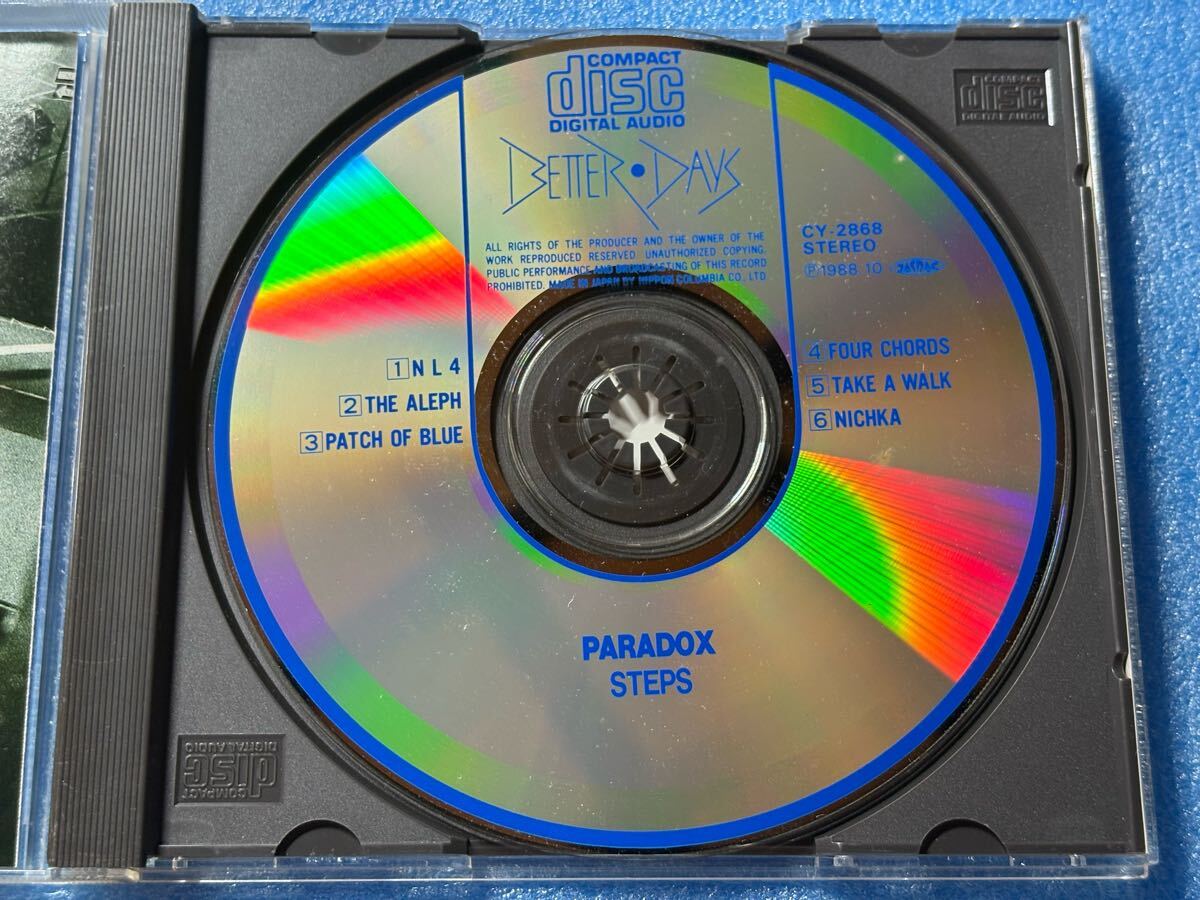 COMPACT
disc
DIGITAL AUDIO
BETTER・DAYS
ALL RIGHTS OF THE PRODUCER AND THE OWNER OF THE
WORK REPRODUCED RESERVED UNAUTHORIZED COPYING.
PUBLIC PERFORMANCE AND BROADCASTING OF THIS RECORD
PROHIBITED. MADE IN JAPAN BY NIPPON COLUMBIA CO., LTD.
CY-2868
STEREO
Ⓟ1988 10 JASRAC
1 N L 4
2 THE ALEPH
3 PATCH OF BLUE
4 FOUR CHORDS
5 TAKE A WALK
6 NICHKA
PARADOX
STEPS
COMPACT
disc
DIGITAL AUDIO
COMPACT
disc
DIGITAL AUDIO